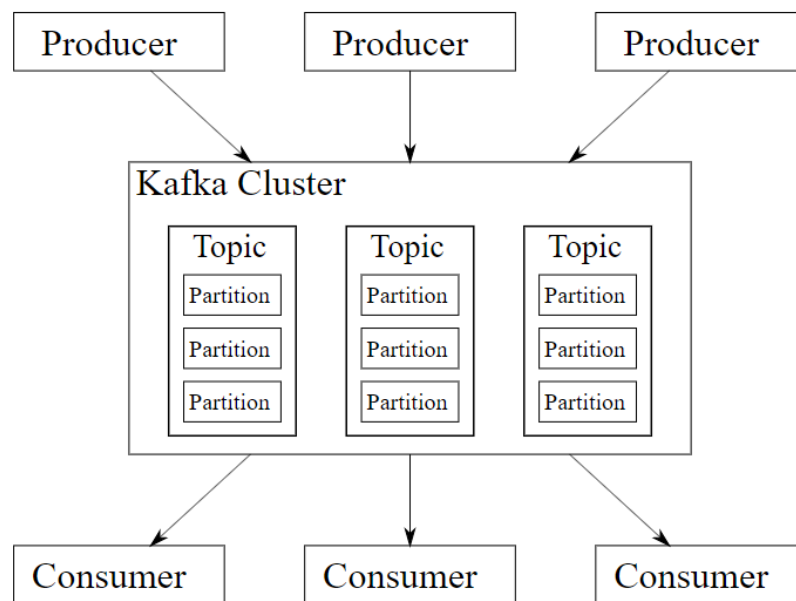 Producer Producer Producer
Kafka Cluster
Topic Topic Topic
Partition Partition Partition
Partition Partition Partition
Partition Partition Partition
Consumer Consumer Consumer